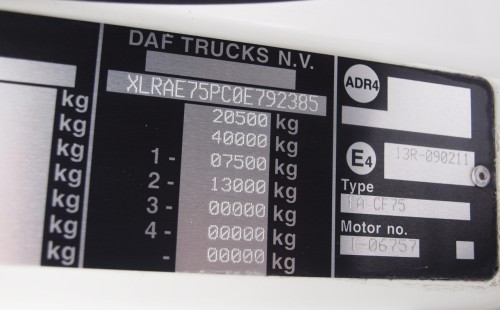 DAF TRUCKS N.V.
XLRAE75PC0E792385
kg 20500 kg
kg 40000 kg
kg 1 - 07500 kg
kg 2 - 13000 kg
kg 3 - 00000 kg
kg 4 - 00000 kg
kg - 00000 kg
ADR4
E4 13R-090211
Type
CF75
Motor no.